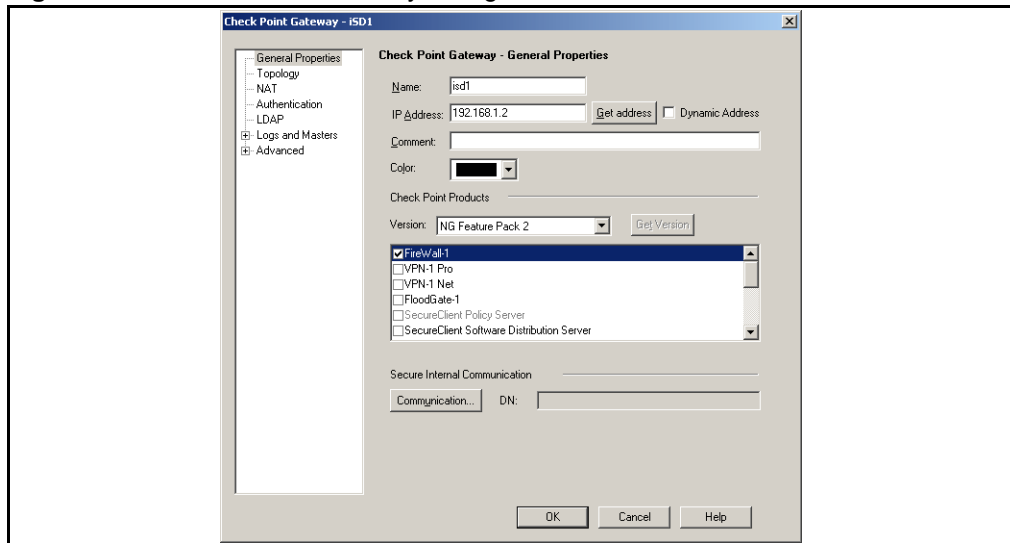 Check Point Gateway - iSD1
General Properties
Topology
NAT
Authentication
LDAP
Logs and Masters
Advanced
Check Point Gateway - General Properties
Name: isd1
IP Address: 192.168.1.2 Get address Dynamic Address
Comment:
Color:
Check Point Products
Version: NG Feature Pack 2 Get Version
FireWall-1
VPN-1 Pro
VPN-1 Net
FloodGate-1
SecureClient Policy Server
SecureClient Software Distribution Server
Secure Internal Communication
Communication... DN:
OK Cancel Help